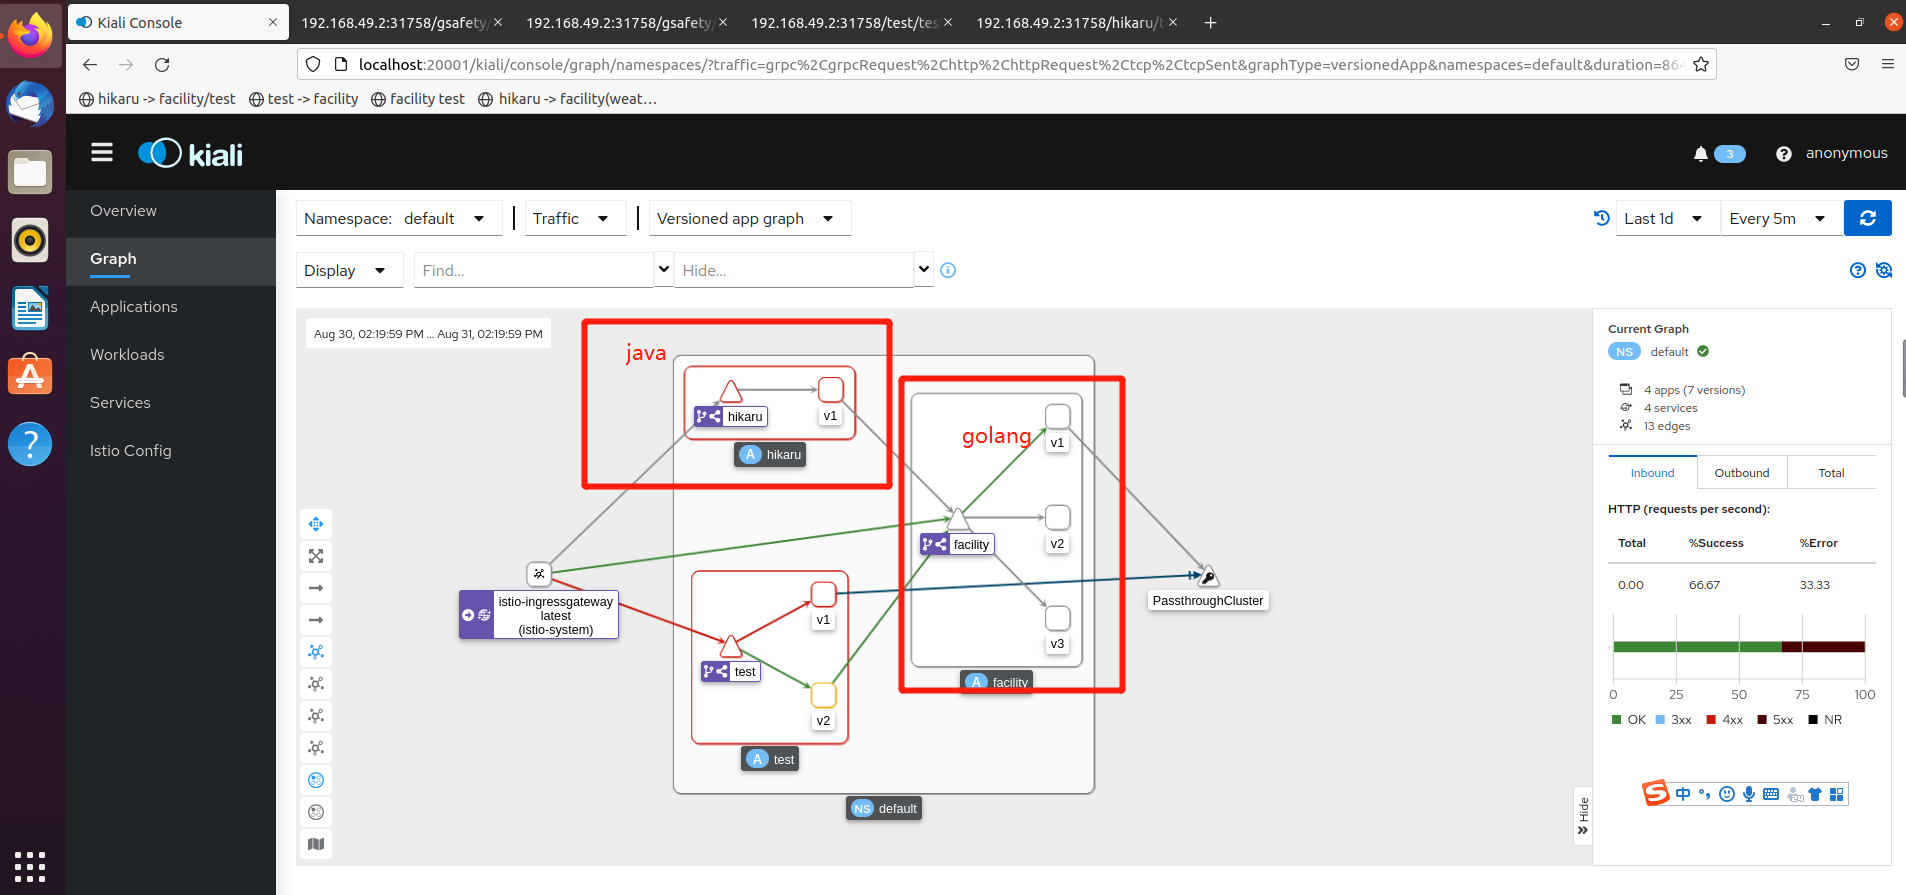 Kiali Console
192.168.49.2:31758/gsafety/
192.168.49.2:31758/gsafety/
192.168.49.2:31758/test/tes
192.168.49.2:31758/hikaru/t
localhost:20001/kiali/console/graph/namespaces/?traffic=grpc%2CgrpcRequest%2Chttp%2ChttpRequest%2Ctcp%2CtcpSent&graphType=versionedApp&namespaces=default&duration=864
hikaru -> facility/test
test -> facility
facility test
hikaru -> facility(weat…
kiali
3
anonymous
Overview
Graph
Applications
Workloads
Services
Istio Config
Namespace: default
Traffic
Versioned app graph
Last 1d
Every 5m
Display
Find...
Hide...
Aug 30, 02:19:59 PM ... Aug 31, 02:19:59 PM
java
hikaru
v1
A hikaru
golang
v1
v2
facility
v3
A facility
istio-ingressgateway
latest
(istio-system)
PassthroughCluster
v1
test
v2
A test
NS default
Current Graph
NS default
4 apps (7 versions)
4 services
13 edges
Inbound
Outbound
Total
HTTP (requests per second):
Total %Success %Error
0.00 66.67 33.33
0 25 50 75 100
OK 3xx 4xx 5xx NR
Hide
S 中